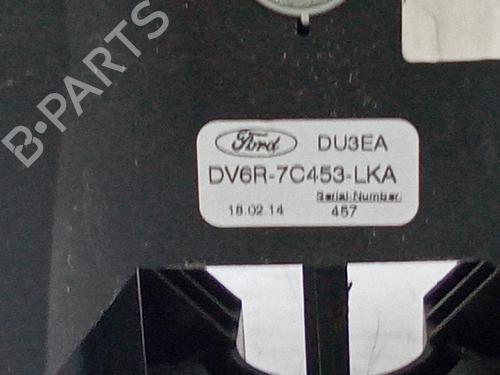 B-PARTS
Ford DU3EA
DV6R-7C453-LKA
Serial Number
18.02.14 457